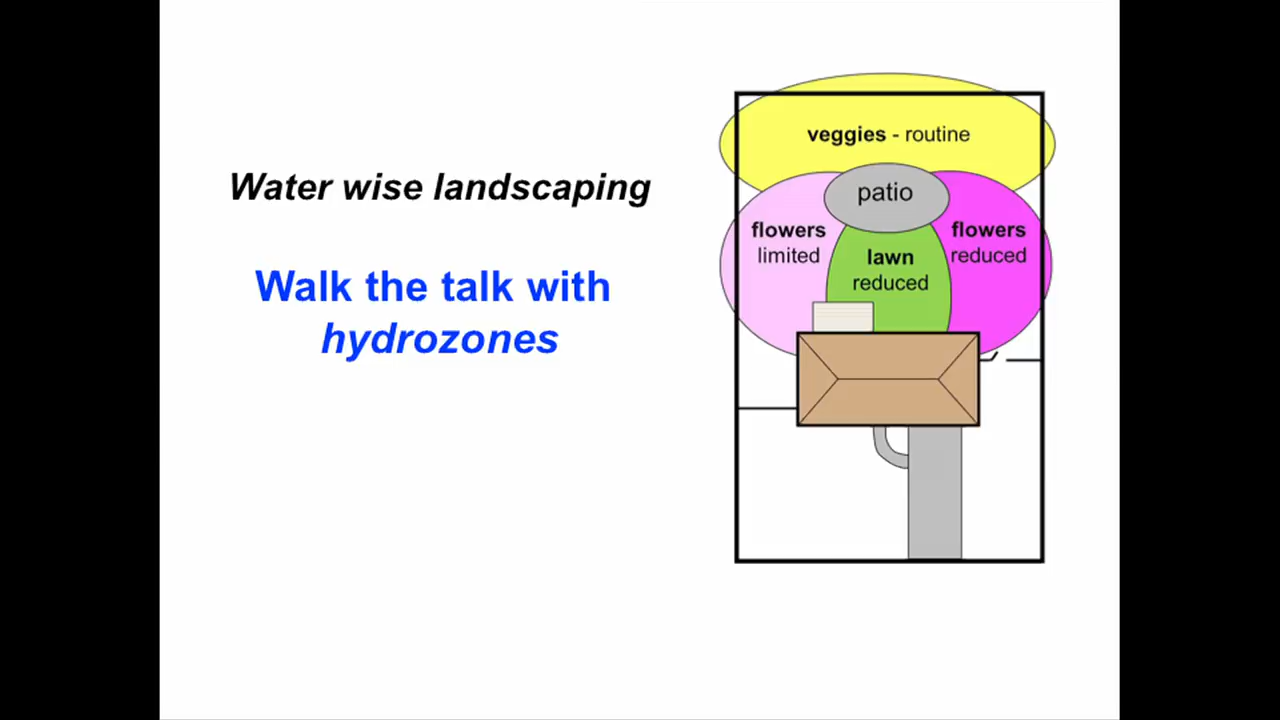 Water wise landscaping
Walk the talk with
hydrozones
veggies - routine
patio
flowers
limited
lawn
reduced
flowers
reduced